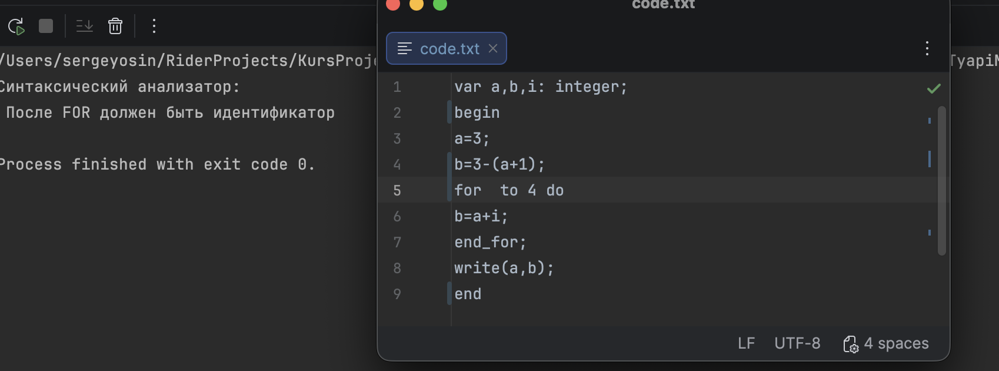 /Users/sergeyosin/RiderProjects/KursProj
Синтаксический анализатор:
После FOR должен быть идентификатор
Process finished with exit code 0.
code.txt
code.txt
1 var a,b,i: integer;
2 begin
3 a=3;
4 b=3-(a+1);
5 for  to 4 do
6 b=a+i;
7 end_for;
8 write(a,b);
9 end
LF UTF-8 4 spaces